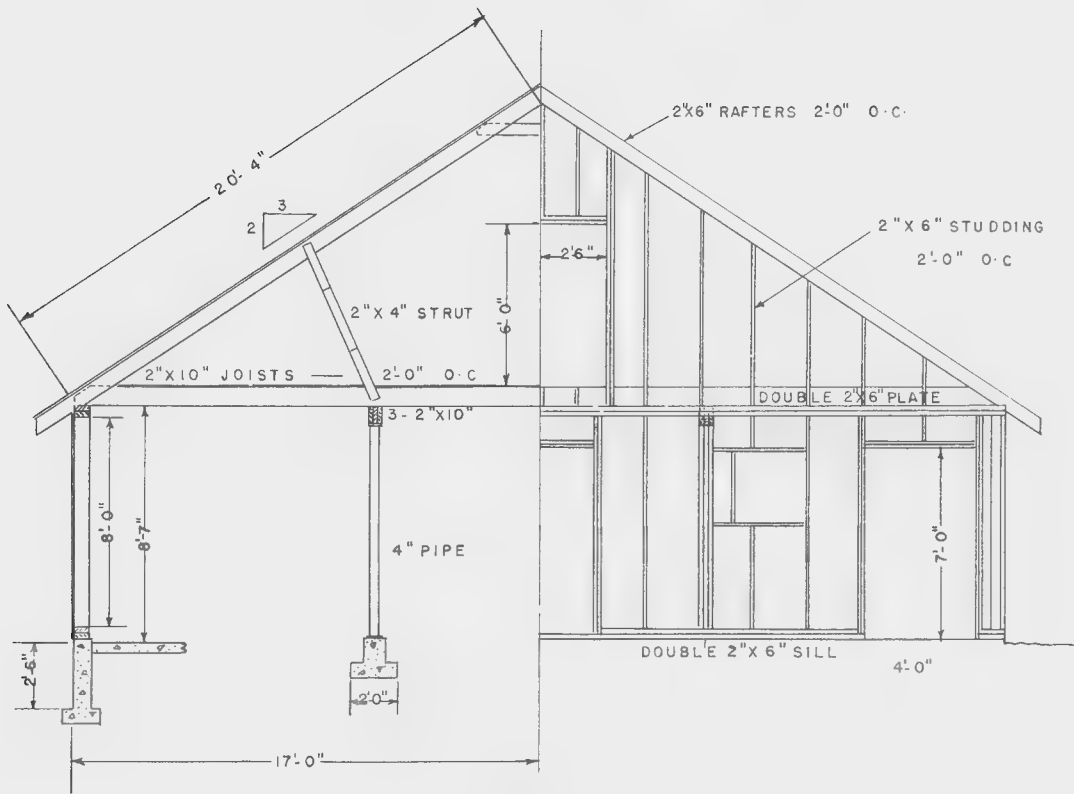 2"X6" RAFTERS 2'-0" O.C.
20'-4"
3
2
2"X 6" STUDDING
2'-0" O.C
2'6"
2"X 4" STRUT
6'0"
2"X10" JOISTS — 2'-0" O.C
DOUBLE 2"X6" PLATE
3-2"X10"
8'-0"
8'-7"
4" PIPE
7'-0"
DOUBLE 2"X 6" SILL
4'-0"
2'-6"
2'0"
17'-0"